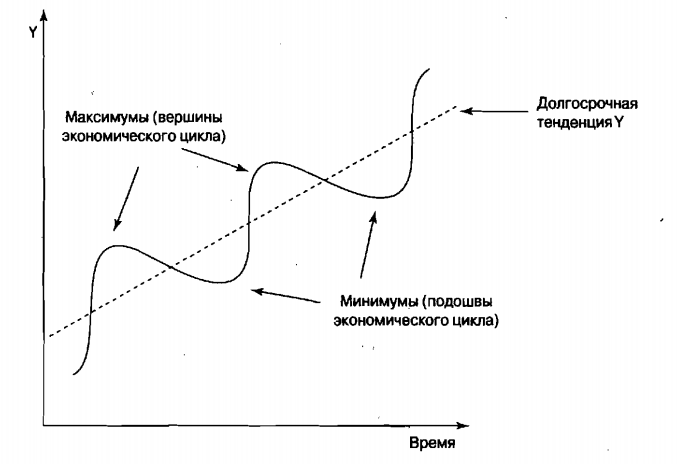 Y
Максимумы (вершины
экономического цикла)
Долгосрочная
тенденция Y
Минимумы (подошвы
экономического цикла)
Время